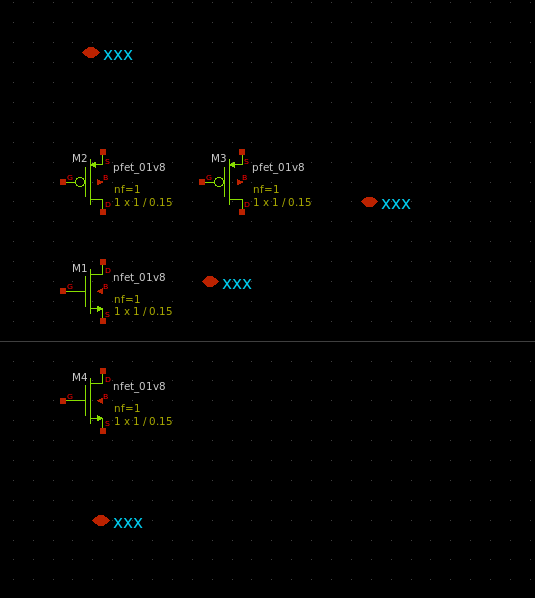 xxx
M2
S
pfet_01v8
G
B
nf=1
D
1 x 1 / 0.15
M3
S
pfet_01v8
G
B
nf=1
D
1 x 1 / 0.15
xxx
M1
D
nfet_01v8
G
B
nf=1
S
1 x 1 / 0.15
xxx
M4
D
nfet_01v8
G
B
nf=1
S
1 x 1 / 0.15
xxx